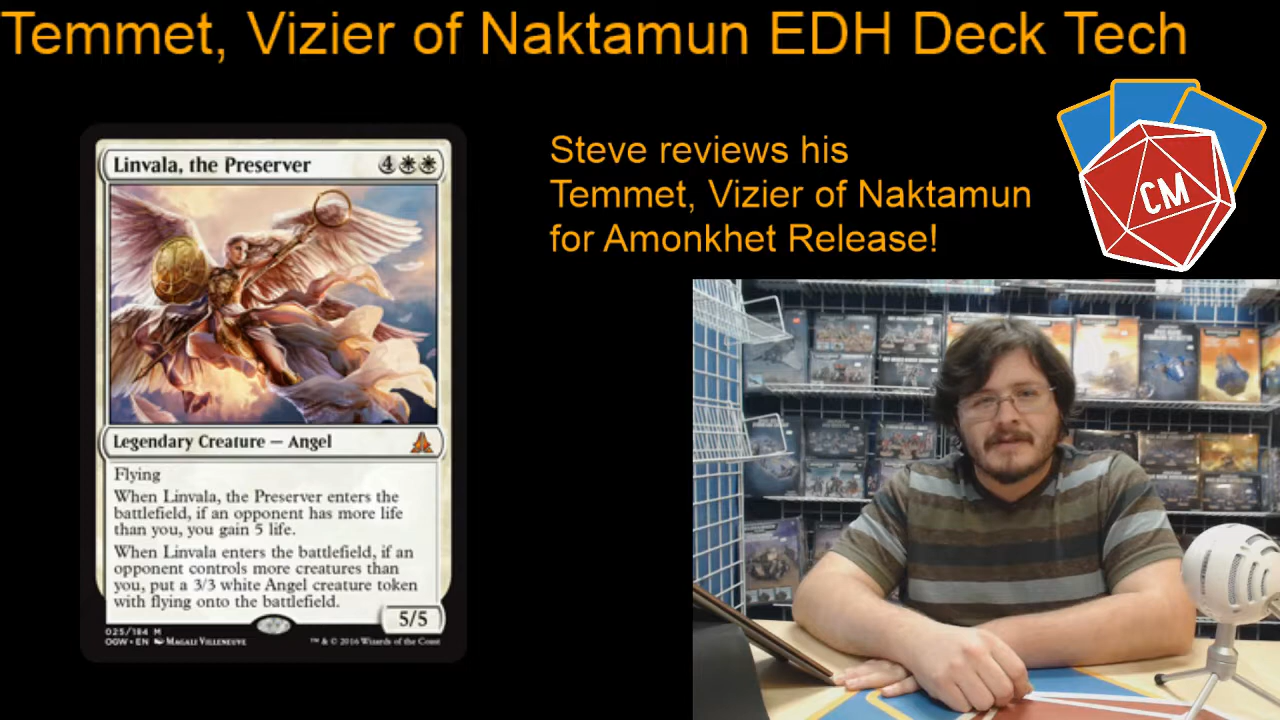 Temmet, Vizier of Naktamun EDH Deck Tech
Linvala, the Preserver 4
Steve reviews his
Temmet, Vizier of Naktamun
for Amonkhet Release!
CM
Legendary Creature — Angel
Flying
When Linvala, the Preserver enters the
battlefield, if an opponent has more life
than you, you gain 5 life.
When Linvala enters the battlefield, if an
opponent controls more creatures than
you, put a 3/3 white Angel creature token
with flying onto the battlefield.
5/5
025/184 M
OGW • EN Magali Villeneuve ™ & © 2016 Wizards of the Coast